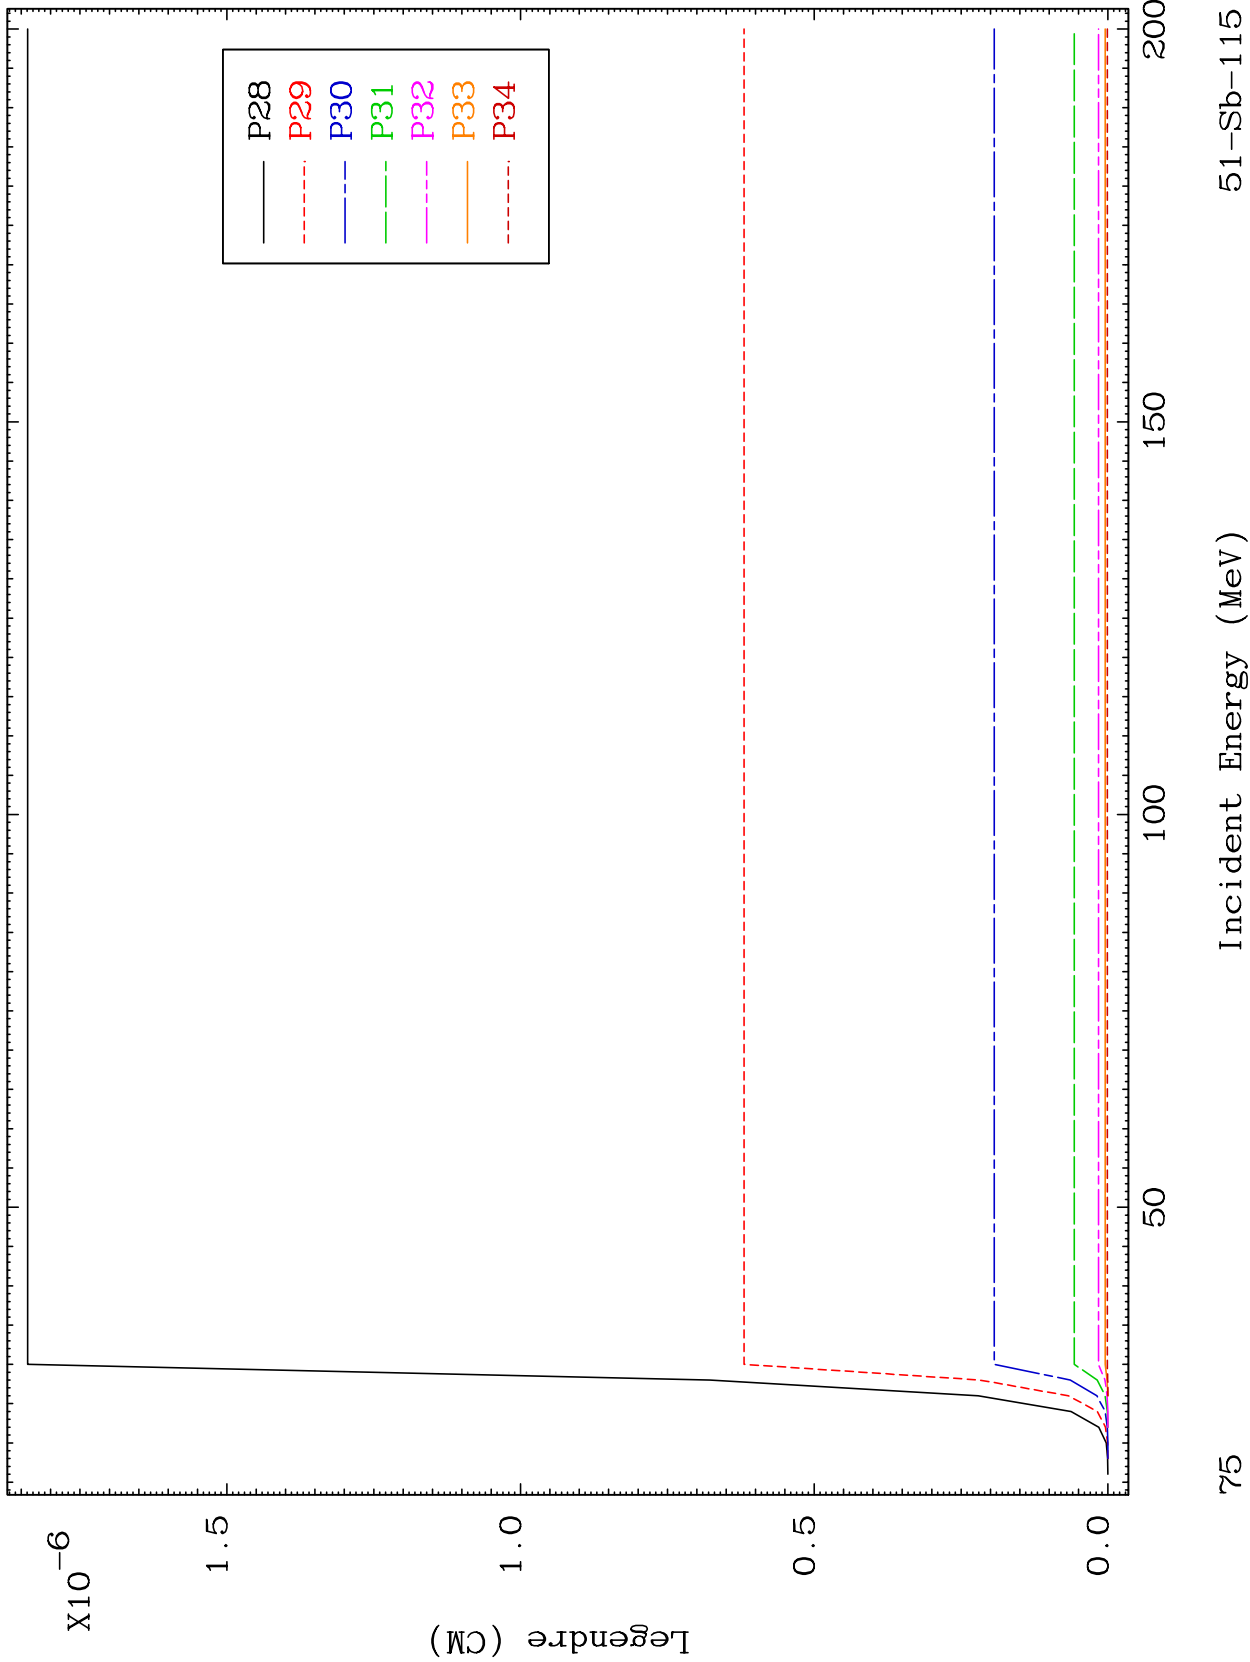 X10-6
1.5
1.0
0.5
0.0
Legendre (CM)
P28
P29
P30
P31
P32
P33
P34
50
100
150
200
Incident Energy (MeV)
75
51-Sb-115